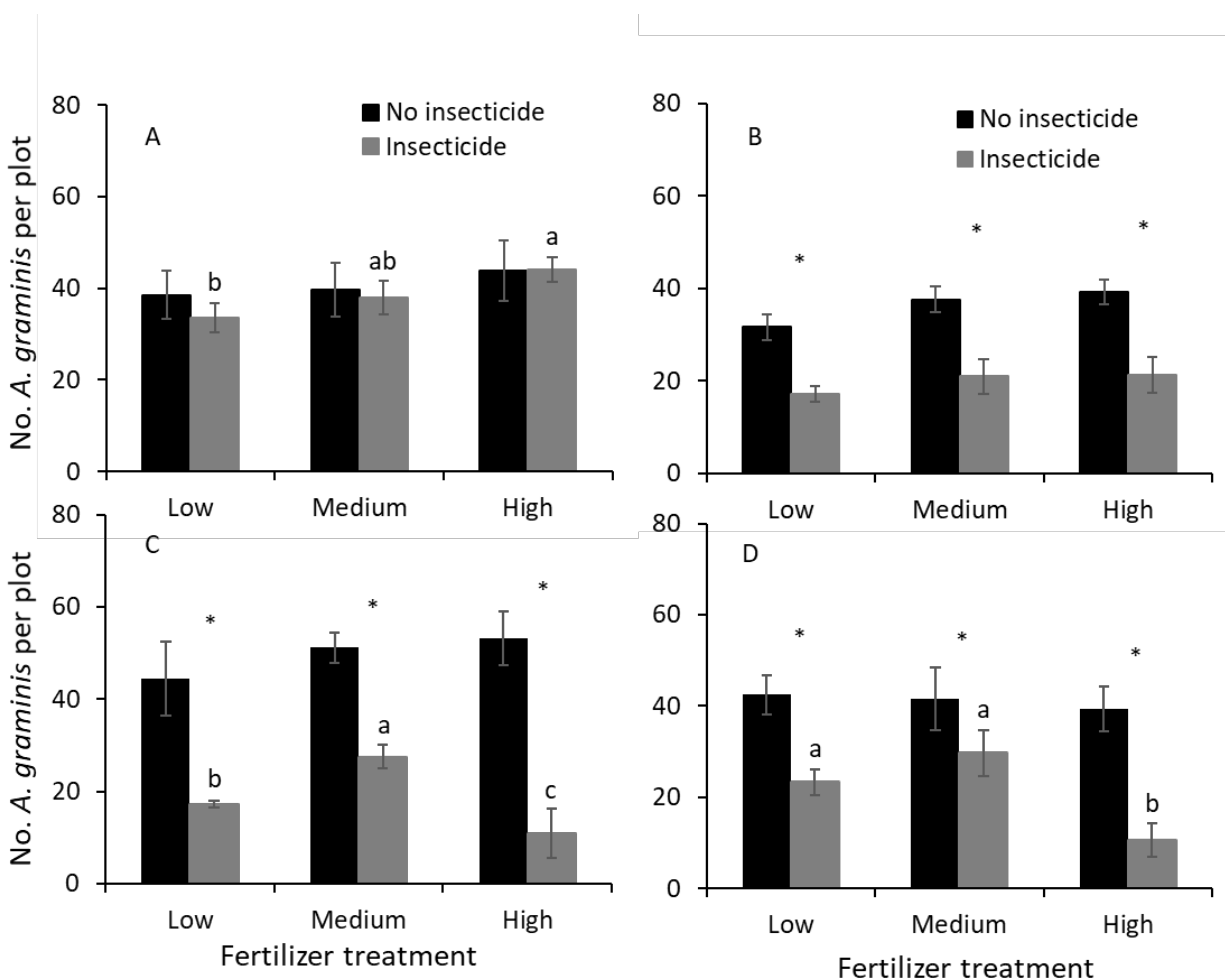 80
60
40
20
0
No. A. graminis per plot
A
No insecticide
Insecticide
b
ab
a
Low Medium High
80
60
40
20
0
B
No insecticide
Insecticide
*
*
*
Low Medium High
80
60
40
20
0
No. A. graminis per plot
C
*
*
*
b
a
c
Low Medium High
Fertilizer treatment
80
60
40
20
0
D
*
*
*
a
a
b
Low Medium High
Fertilizer treatment